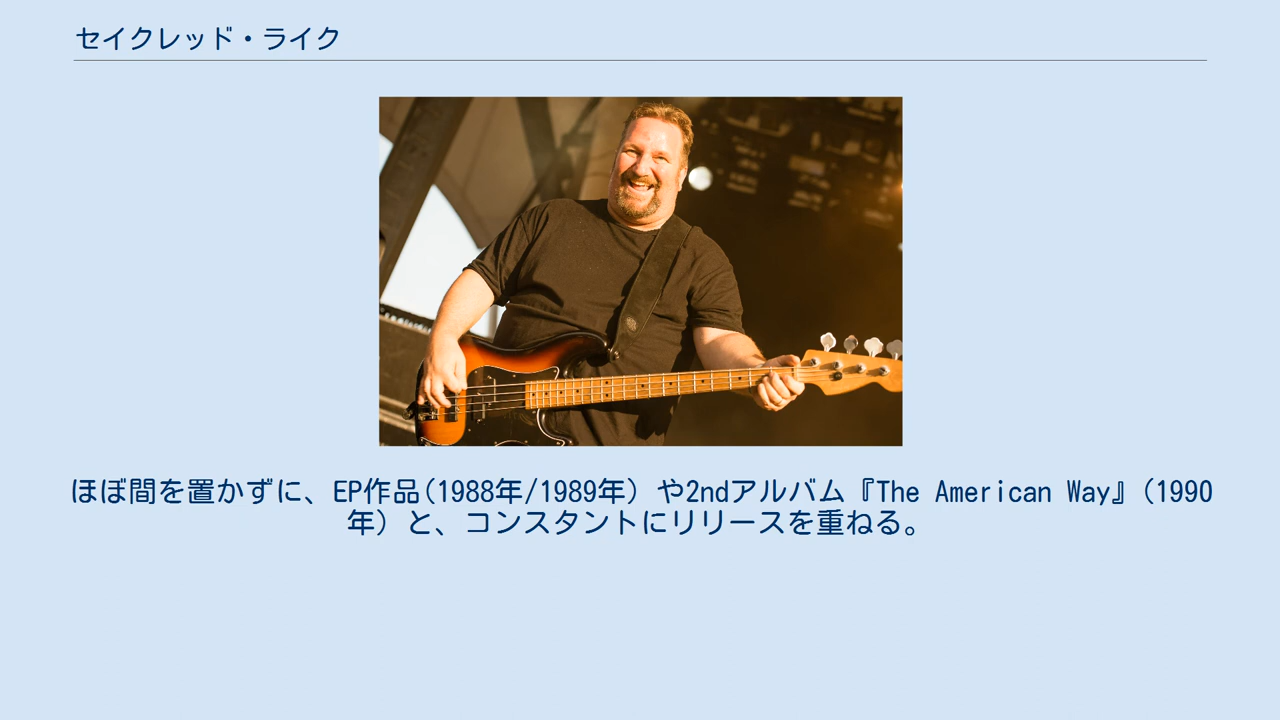 セイクレッド・ライク
ほぼ間を置かずに、EP作品(1988年/1989年) や2ndアルバム『The American Way』(1990
年) と、コンスタントにリリースを重ねる。